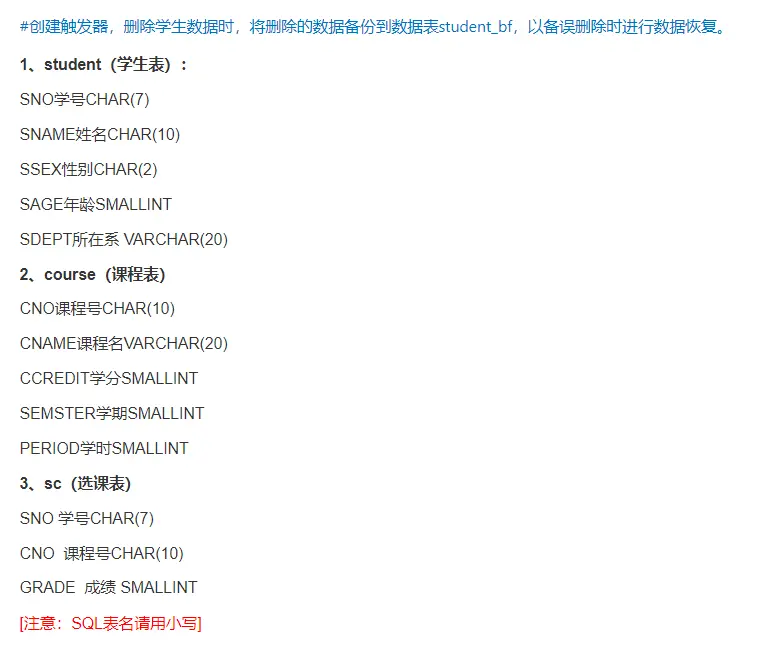 #创建触发器，删除学生数据时，将删除的数据备份到数据表student_bf，以备误删除时进行数据恢复。
1、student（学生表）：
SNO学号CHAR(7)
SNAME姓名CHAR(10)
SSEX性别CHAR(2)
SAGE年龄SMALLINT
SDEPT所在系 VARCHAR(20)
2、course（课程表）
CNO课程号CHAR(10)
CNAME课程名VARCHAR(20)
CCREDIT学分SMALLINT
SEMSTER学期SMALLINT
PERIOD学时SMALLINT
3、sc（选课表）
SNO 学号CHAR(7)
CNO  课程号CHAR(10)
GRADE  成绩 SMALLINT
[注意：SQL表名请用小写]